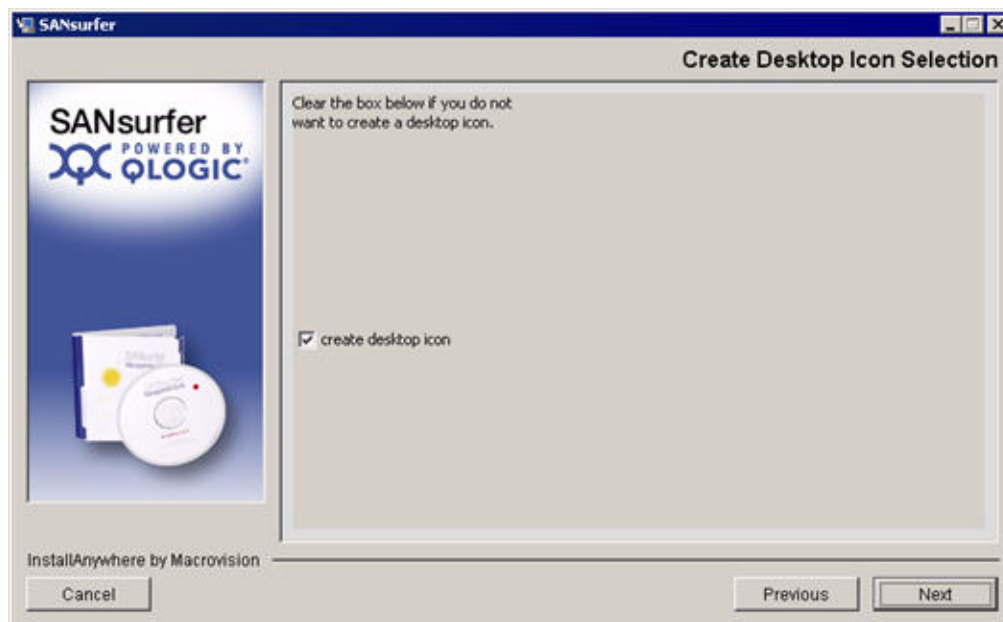 SANsurfer
Create Desktop Icon Selection
SANsurfer
POWERED BY
QLOGIC®
Clear the box below if you do not
want to create a desktop icon.
create desktop icon
InstallAnywhere by Macrovision
Cancel
Previous
Next